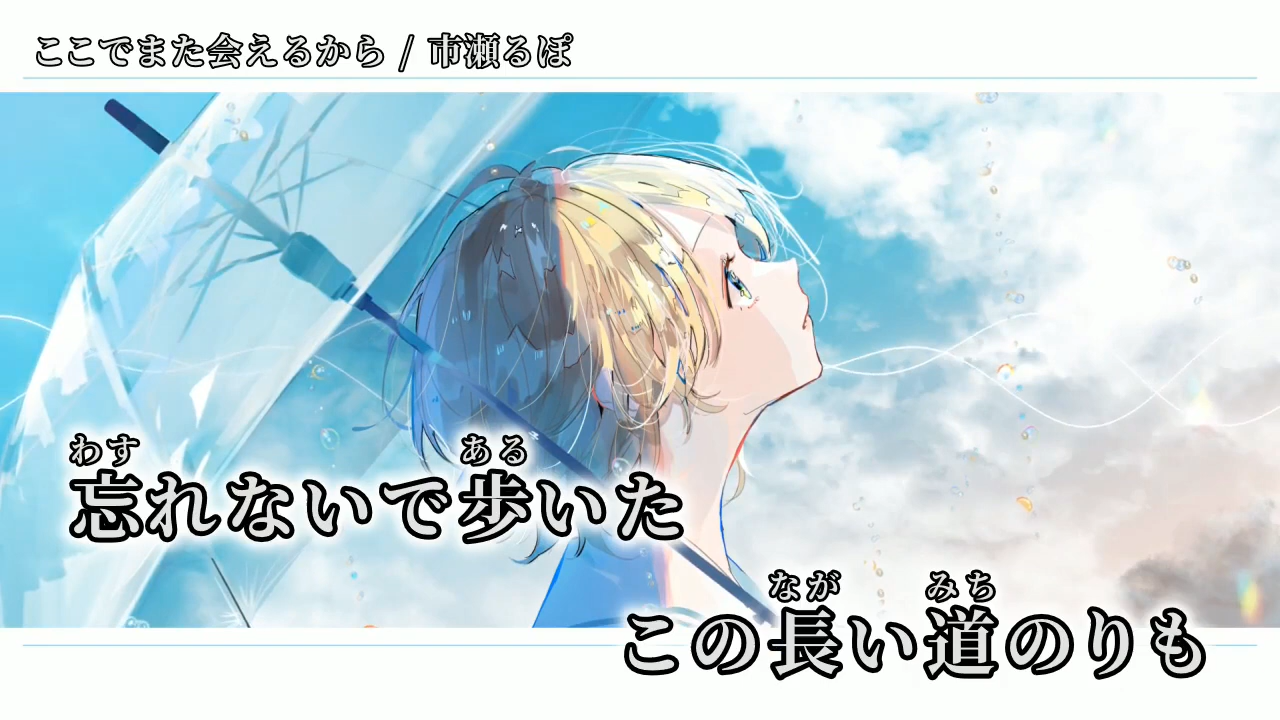 ここでまた会えるから / 市瀬るぽ
わす ある
忘れないで歩いた
なが みち
この長い道のりも